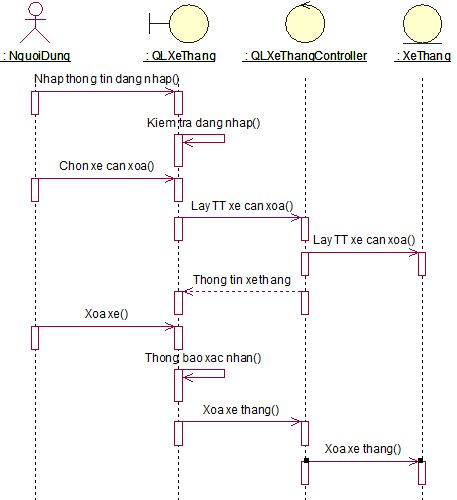 : NguoiDung
: QLXeThang
: QLXeThangController
: XeThang
Nhap thong tin dang nhap()
Kiem tra dang nhap()
Chon xe can xoa()
Lay TT xe can xoa()
Lay TT xe can xoa()
Thong tin xe thang
Xoa xe()
Thong bao xac nhan()
Xoa xe thang()
Xoa xe thang()